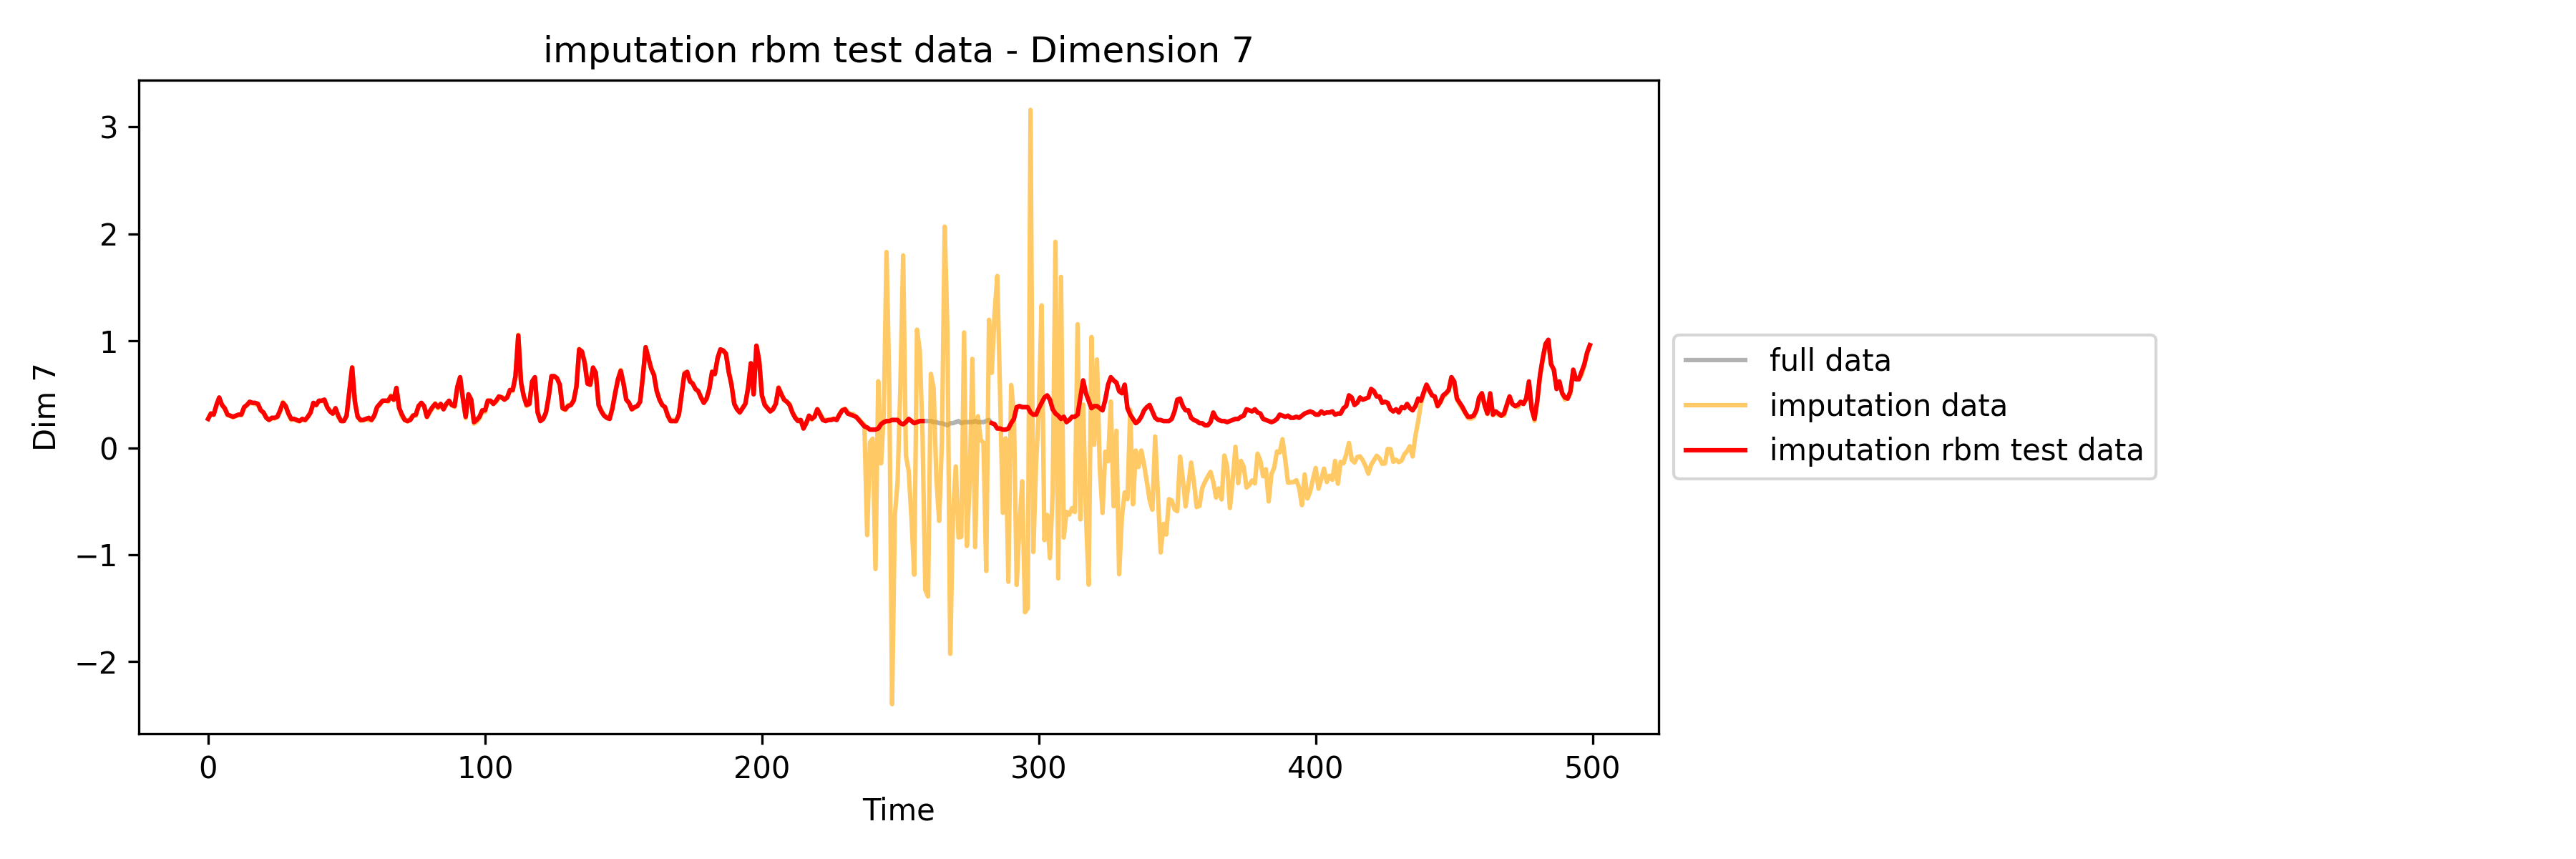 imputation rbm test data - Dimension 7
3
2
1
0
−1
−2
Dim 7
0 100 200 300 400 500
Time
full data
imputation data
imputation rbm test data